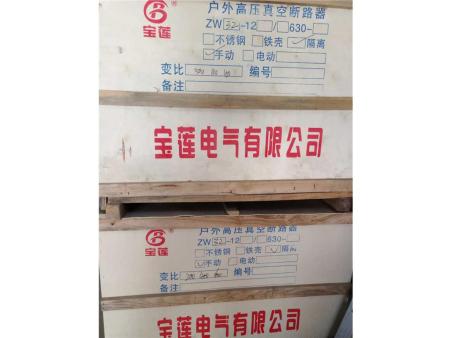 户外高压真空断路器
ZW32-12□/□630-□
宝莲
□不锈钢 □铁壳 ☑隔离
☑手动 □电动
变比 编号
备注
宝莲电气有限公司
户外高压真空断路器
ZW32-12□/□630-□
宝莲
□不锈钢 □铁壳 ☑隔离
☑手动 □电动
变比 编号
备注
宝莲电气有限公司